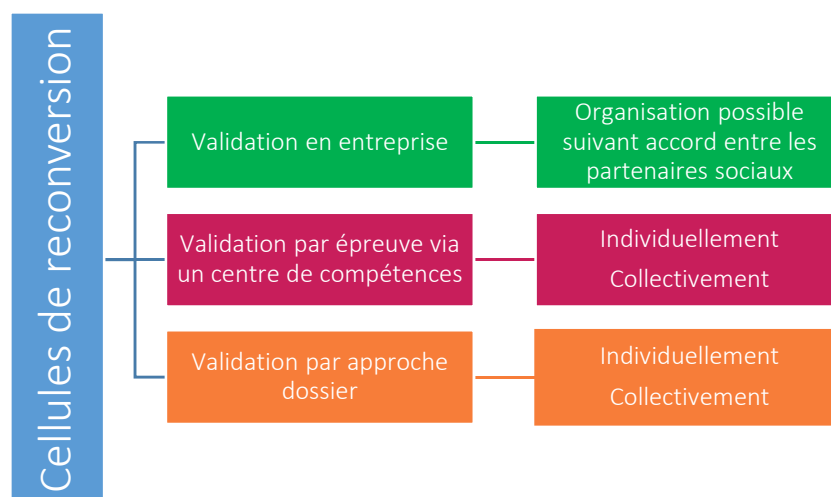 Cellules de reconversion
Validation en entreprise
Organisation possible
suivant accord entre les
partenaires sociaux
Validation par épreuve via
un centre de compétences
Individuellement
Collectivement
Validation par approche
dossier
Individuellement
Collectivement